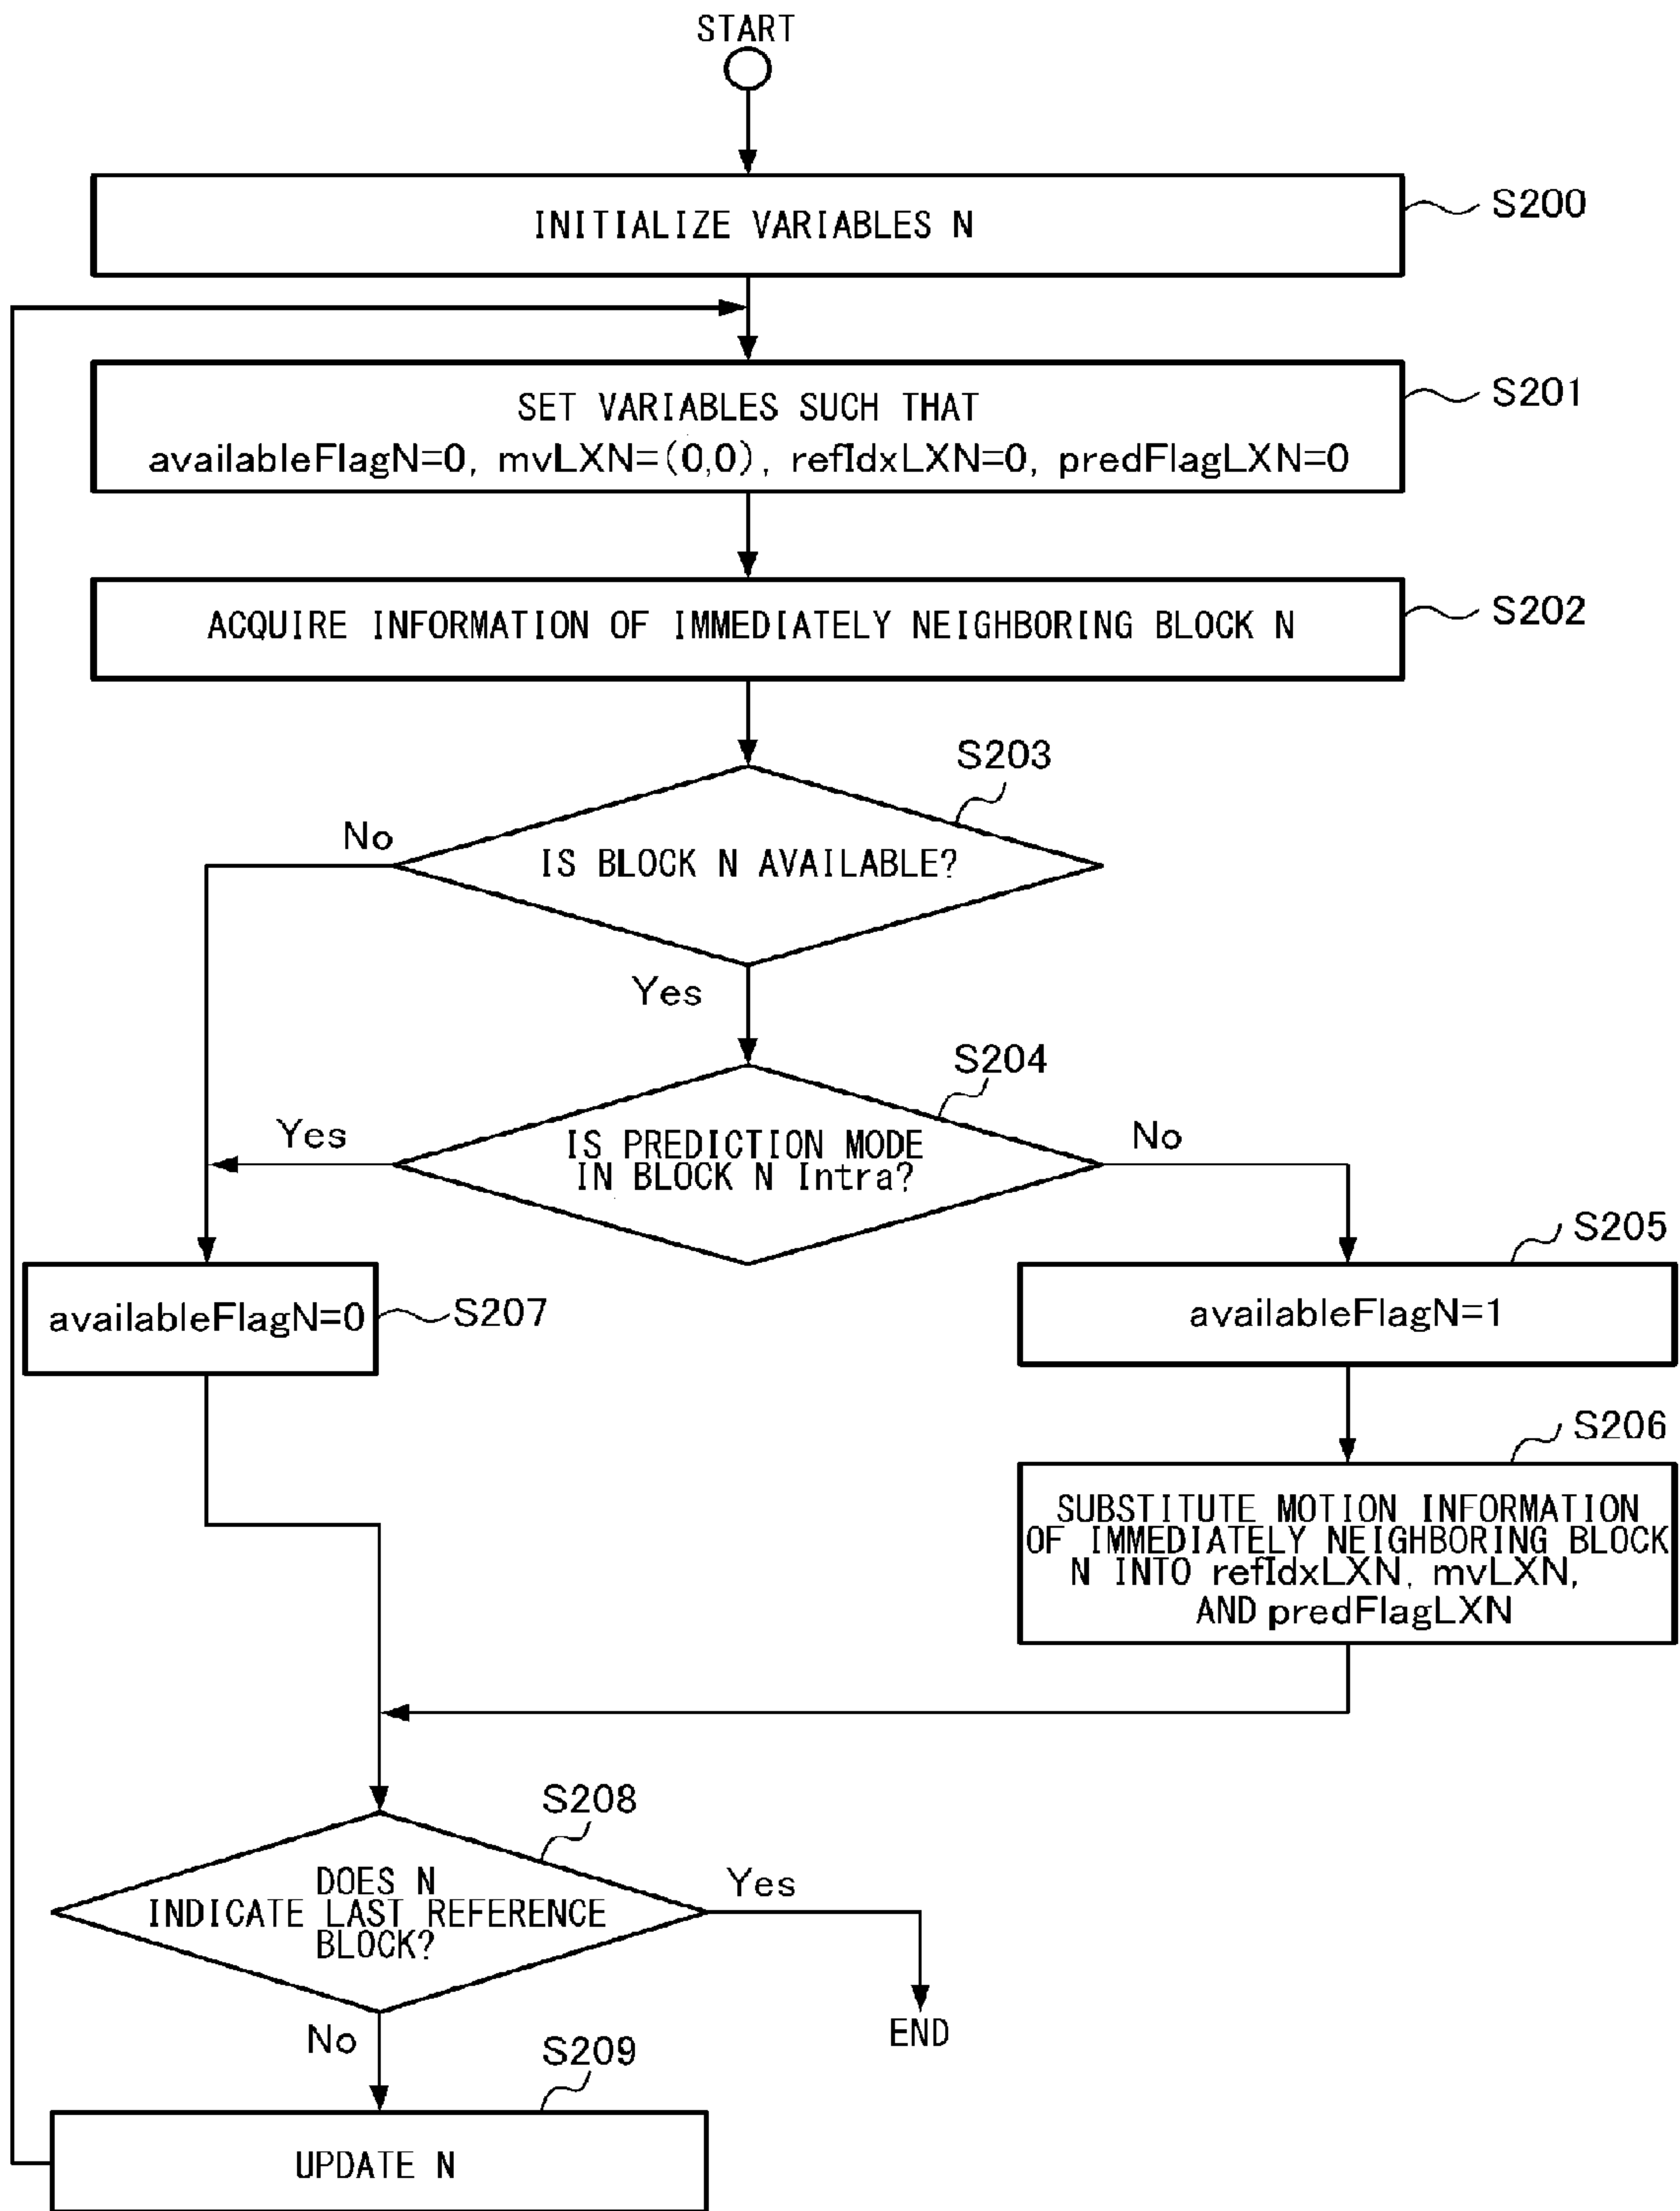 START
INITIALIZE VARIABLES N
S200
SET VARIABLES SUCH THAT
availableFlagN=0, mvLXN=(0,0), refIdxLXN=0, predFlagLXN=0
S201
ACQUIRE INFORMATION OF IMMEDIATELY NEIGHBORING BLOCK N
S202
S203
No
IS BLOCK N AVAILABLE?
Yes
S204
Yes
IS PREDICTION MODE
IN BLOCK N Intra?
No
S205
availableFlagN=0
S207
availableFlagN=1
S206
SUBSTITUTE MOTION INFORMATION
OF IMMEDIATELY NEIGHBORING BLOCK
N INTO refIdxLXN, mvLXN,
AND predFlagLXN
S208
DOES N
INDICATE LAST REFERENCE
BLOCK?
Yes
END
No
S209
UPDATE N